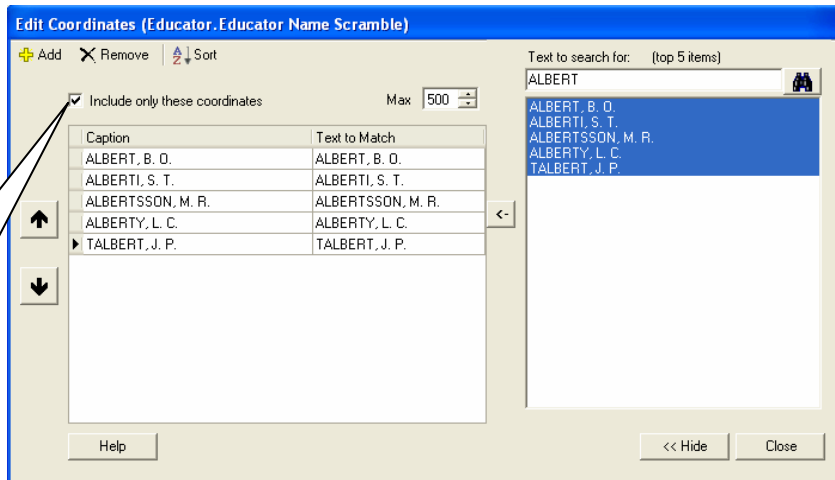 Edit Coordinates (Educator.Educator Name Scramble)
Add Remove Sort
Text to search for: (top 5 items)
ALBERT
Include only these coordinates Max 500
Caption Text to Match
ALBERT, B. O. ALBERT, B. O.
ALBERTI, S. T. ALBERTI, S. T.
ALBERTSSON, M. R. ALBERTSSON, M. R.
ALBERTY, L. C. ALBERTY, L. C.
TALBERT, J. P. TALBERT, J. P.
<-
ALBERT, B. O.
ALBERTI, S. T.
ALBERTSSON, M. R.
ALBERTY, L. C.
TALBERT, J. P.
Help << Hide Close